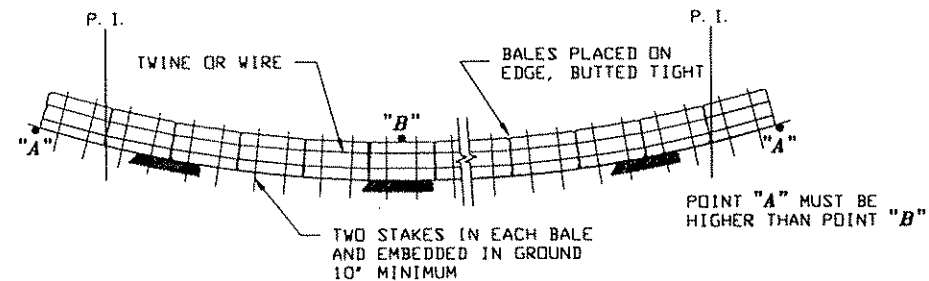 P. I.
P. I.
TWINE OR WIRE
BALES PLACED ON
EDGE, BUTTED TIGHT
"B"
"A"
"A"
POINT "A" MUST BE
HIGHER THAN POINT "B"
TWO STAKES IN EACH BALE
AND EMBEDDED IN GROUND
10" MINIMUM